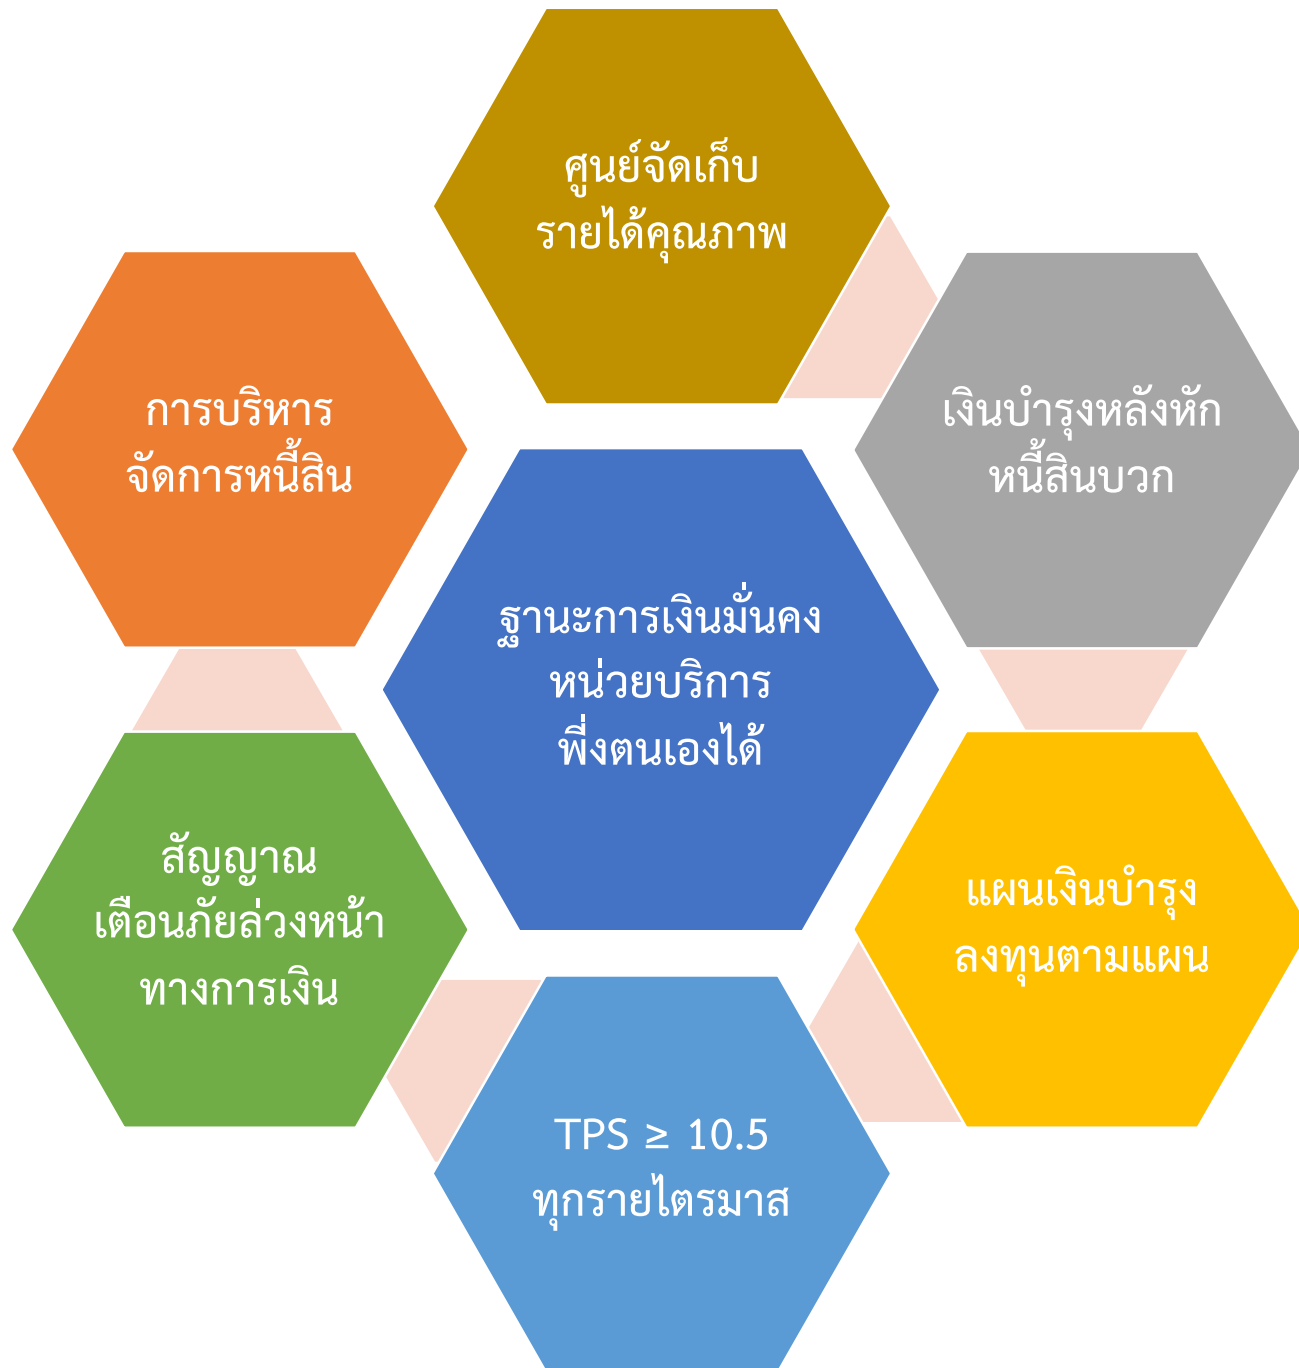 ศูนย์จัดเก็บ
รายได้คุณภาพ
เงินบำรุงหลังหัก
หนี้สินบวก
แผนเงินบำรุง
ลงทุนตามแผน
TPS ≥ 10.5
ทุกรายไตรมาส
สัญญาณ
เตือนภัยล่วงหน้า
ทางการเงิน
การบริหาร
จัดการหนี้สิน
ฐานะการเงินมั่นคง
หน่วยบริการ
พึ่งตนเองได้